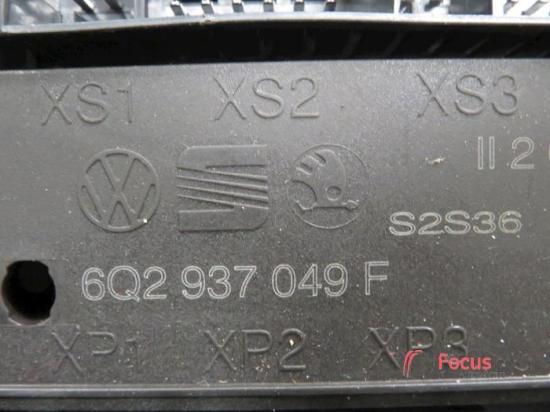 XS1 XS2 XS3
II 2
S2S36
6Q2 937 049 F
XP1 XP2 XP3
Focus